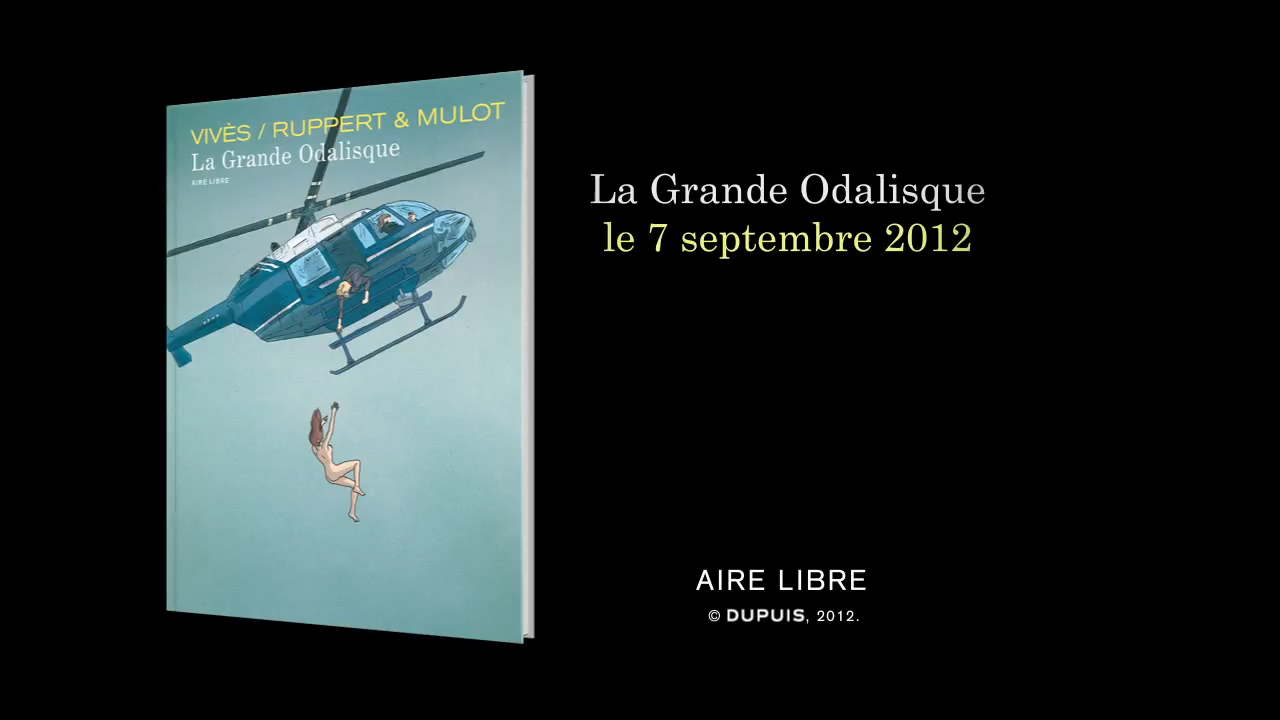 VIVÈS / RUPPERT & MULOT
La Grande Odalisque
AIRE LIBRE
La Grande Odalisque
le 7 septembre 2012
AIRE LIBRE
© DUPUIS, 2012.